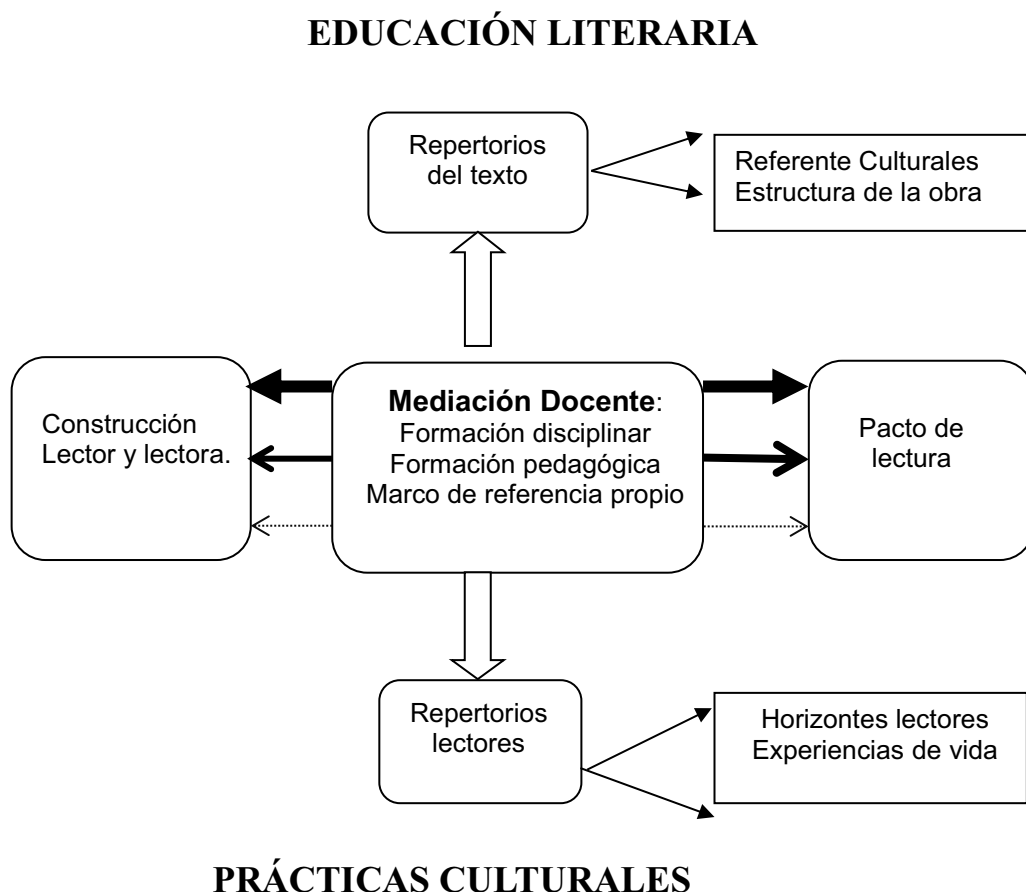 EDUCACIÓN LITERARIA
Repertorios
del texto
Referente Culturales
Estructura de la obra
Construcción
Lector y lectora.
Mediación Docente:
Formación disciplinar
Formación pedagógica
Marco de referencia propio
Pacto de
lectura
Repertorios
lectores
Horizontes lectores
Experiencias de vida
PRÁCTICAS CULTURALES